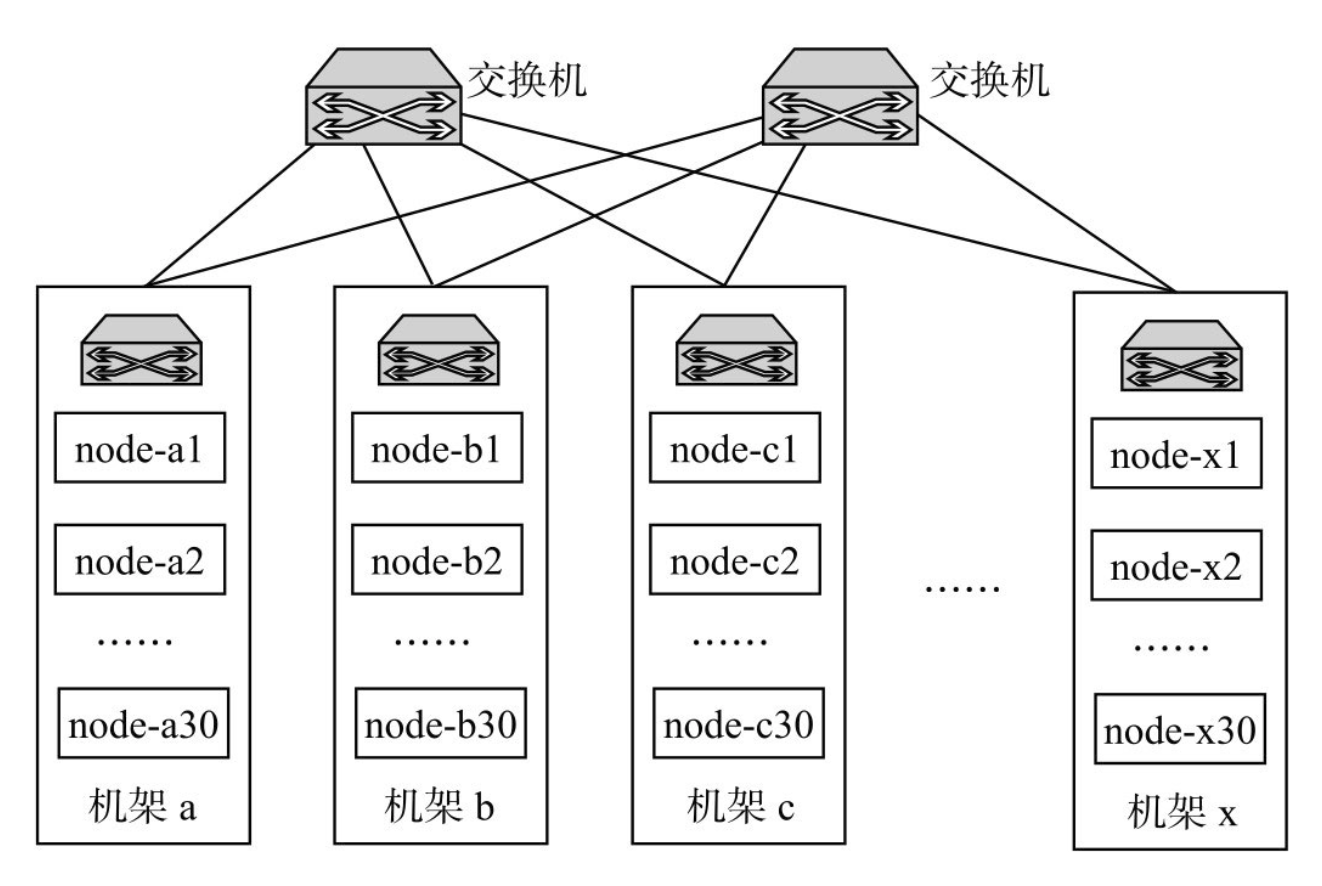 交换机
交换机
node-a1
node-b1
node-c1
node-x1
node-a2
node-b2
node-c2
node-x2
……
……
……
……
……
node-a30
node-b30
node-c30
node-x30
机架 a
机架 b
机架 c
机架 x